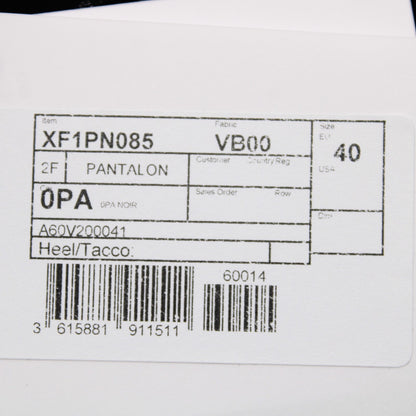 Item Fabric Size
XF1PN085 VB00 EU 40
2F PANTALON Customer Country Reg USA
0PA 0PA NOIR Sales Order Row
A60V200041
Heel/Tacco:
60014
3 615881 911511